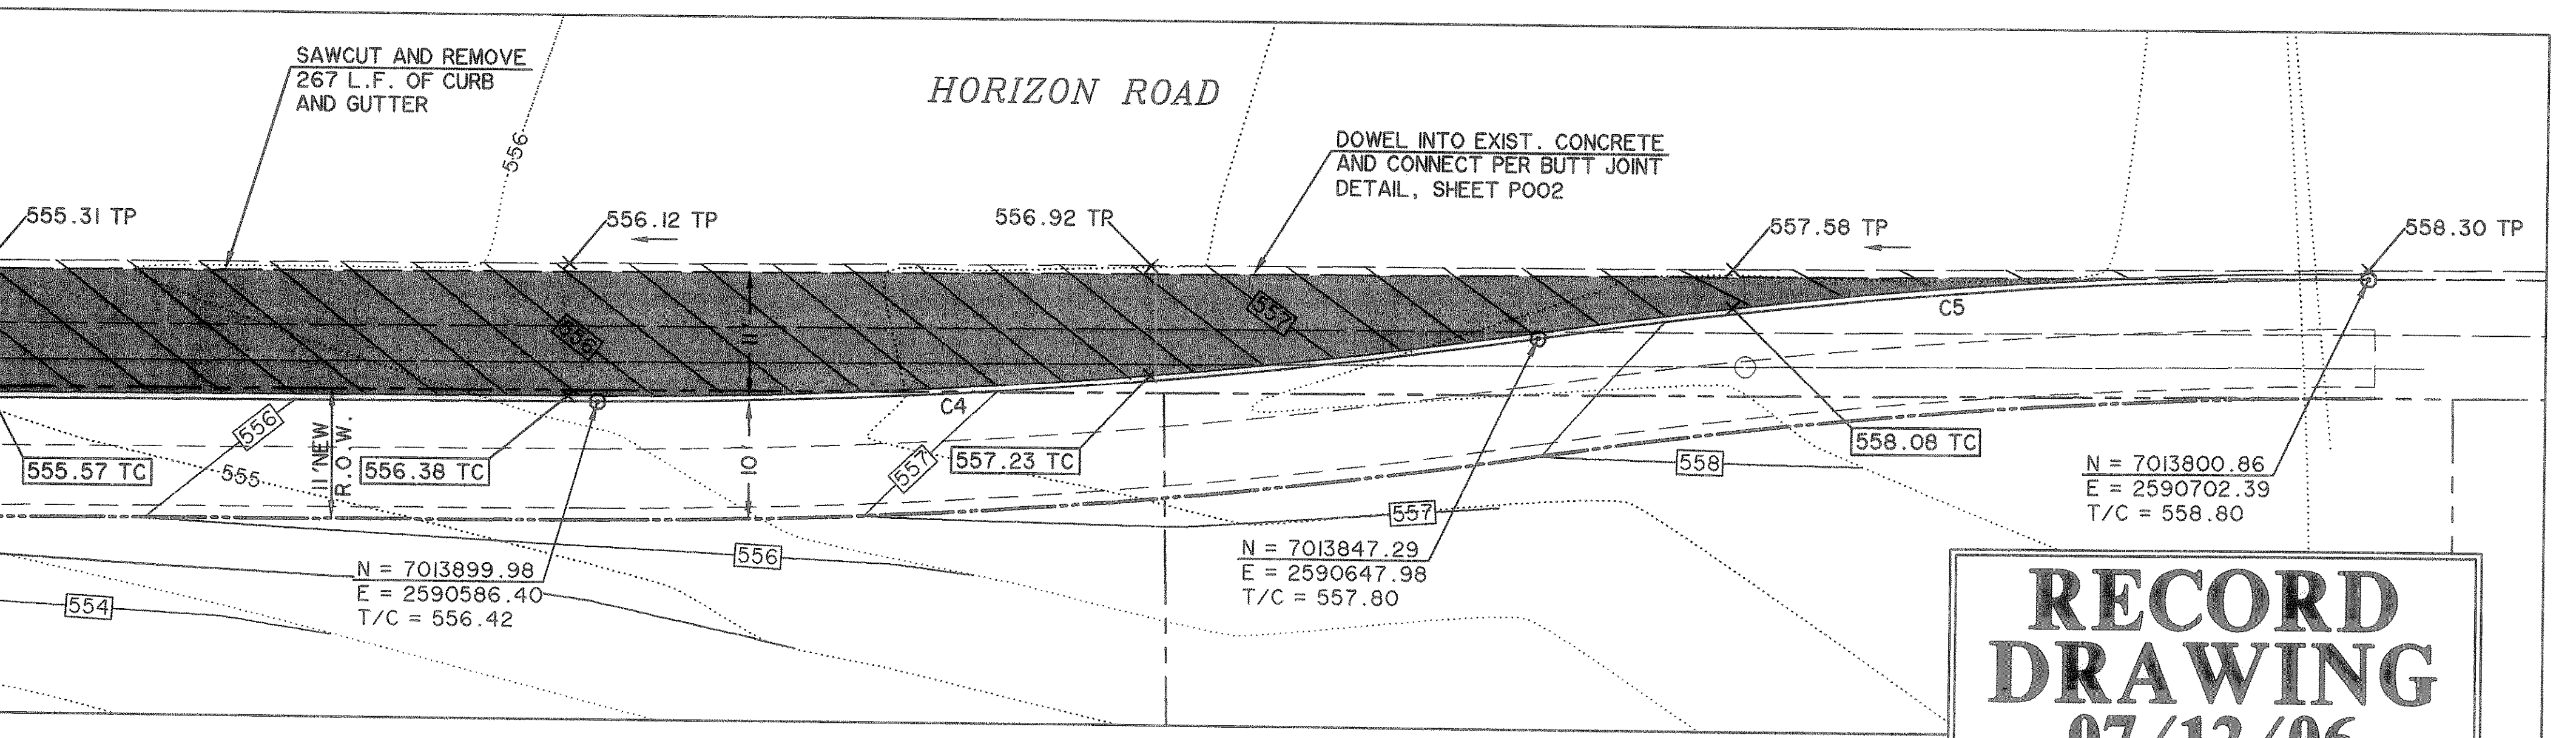 SAWCUT AND REMOVE
267 L.F. OF CURB
AND GUTTER
HORIZON ROAD
DOWEL INTO EXIST. CONCRETE
AND CONNECT PER BUTT JOINT
DETAIL, SHEET P002
556
555.31 TP
556.12 TP
556.92 TP
557.58 TP
558.30 TP
556
557
11'
C5
C4
556
555
11' NEW
R.O.W.
10'
557
555.57 TC
556.38 TC
557.23 TC
558.08 TC
558
557
556
554
N = 7013899.98
E = 2590586.40
T/C = 556.42
N = 7013847.29
E = 2590647.98
T/C = 557.80
N = 7013800.86
E = 2590702.39
T/C = 558.80
RECORD
DRAWING
07/12/06